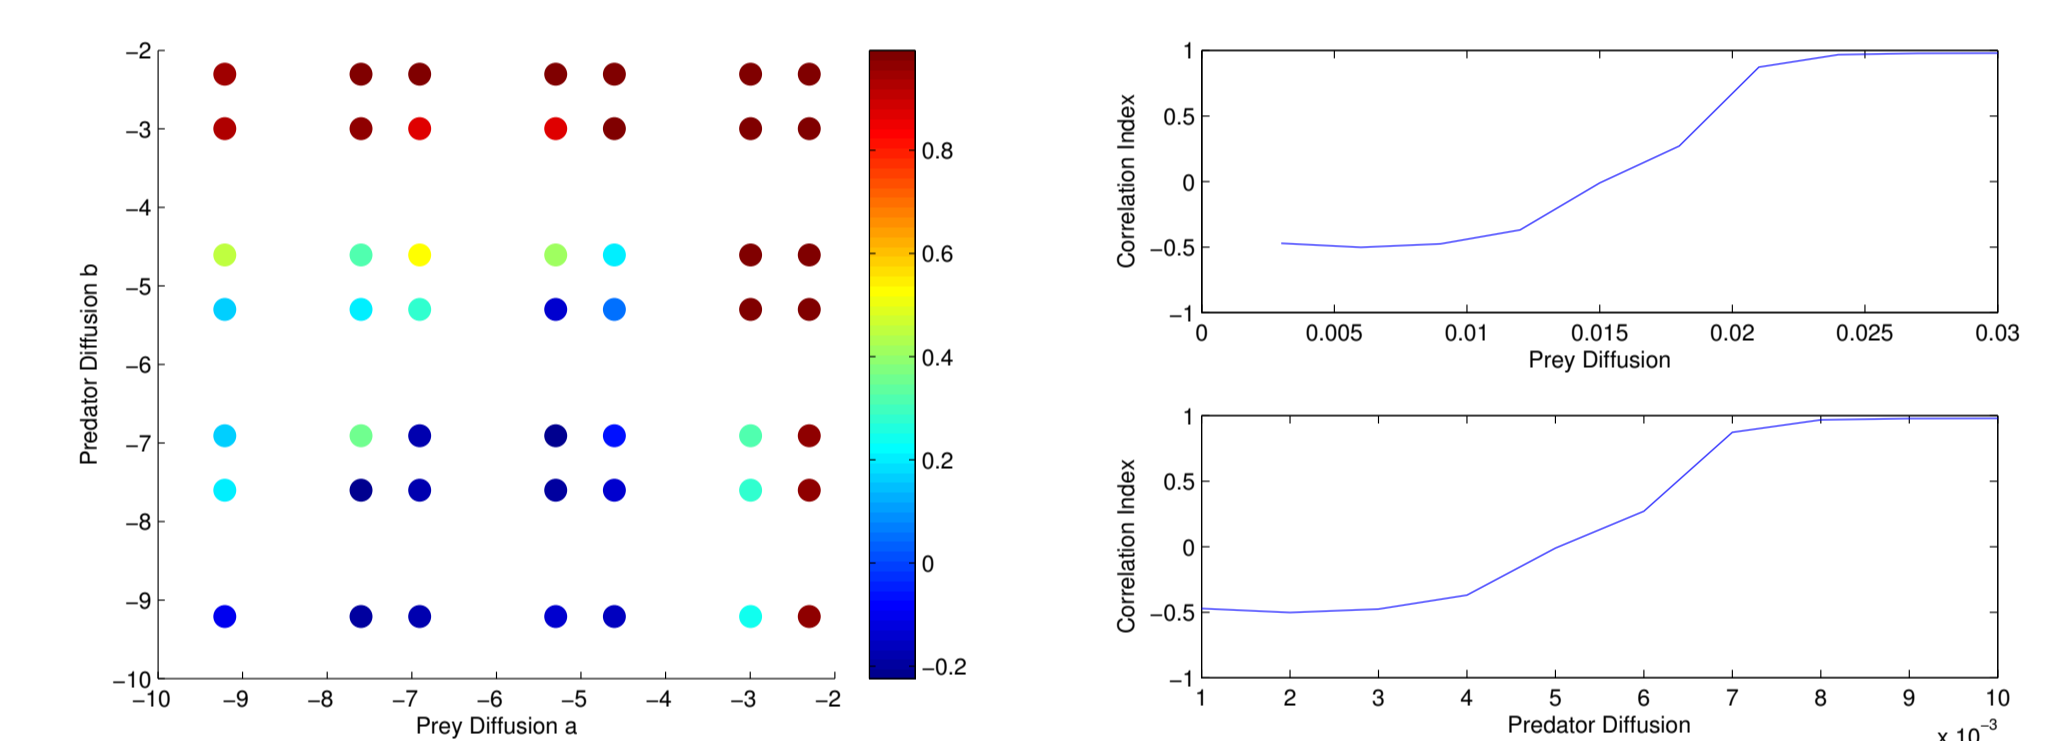 −2
−3
−4
−5
−6
−7
−8
−9
−10
Predator Diffusion b
−10 −9 −8 −7 −6 −5 −4 −3 −2
Prey Diffusion a
0.8
0.6
0.4
0.2
0
−0.2
1
0.5
0
−0.5
−1
Correlation Index
0 0.005 0.01 0.015 0.02 0.025 0.03
Prey Diffusion
1
0.5
0
−0.5
−1
Correlation Index
1 2 3 4 5 6 7 8 9 10
Predator Diffusion
x 10⁻³